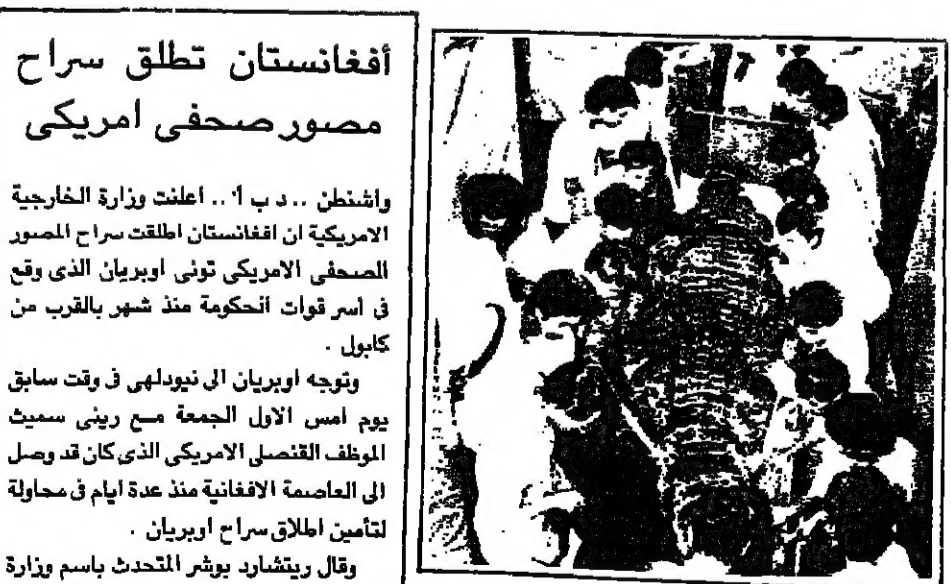 أفغانستان تطلق سراح
مصور صحفى امريكى
واشنطن .. د ب أ .. اعلنت وزارة الخارجية
الامريكية ان افغانستان اطلقت سراح المصور
الصحفى الامريكى تونى اوبريان الذى وقع
فى أسر قوات الحكومة منذ شهر بالقرب من
كابول .
وتوجه اوبريان الى نيودلهى فى وقت سابق
يوم امس الاول الجمعة مع رينى سميث
الموظف القنصلى الامريكى الذى كان قد وصل
الى العاصمة الافغانية منذ عدة ايام فى محاولة
لتأمين اطلاق سراح اوبريان .
وقال ريتشارد بوشر المتحدث باسم وزارة